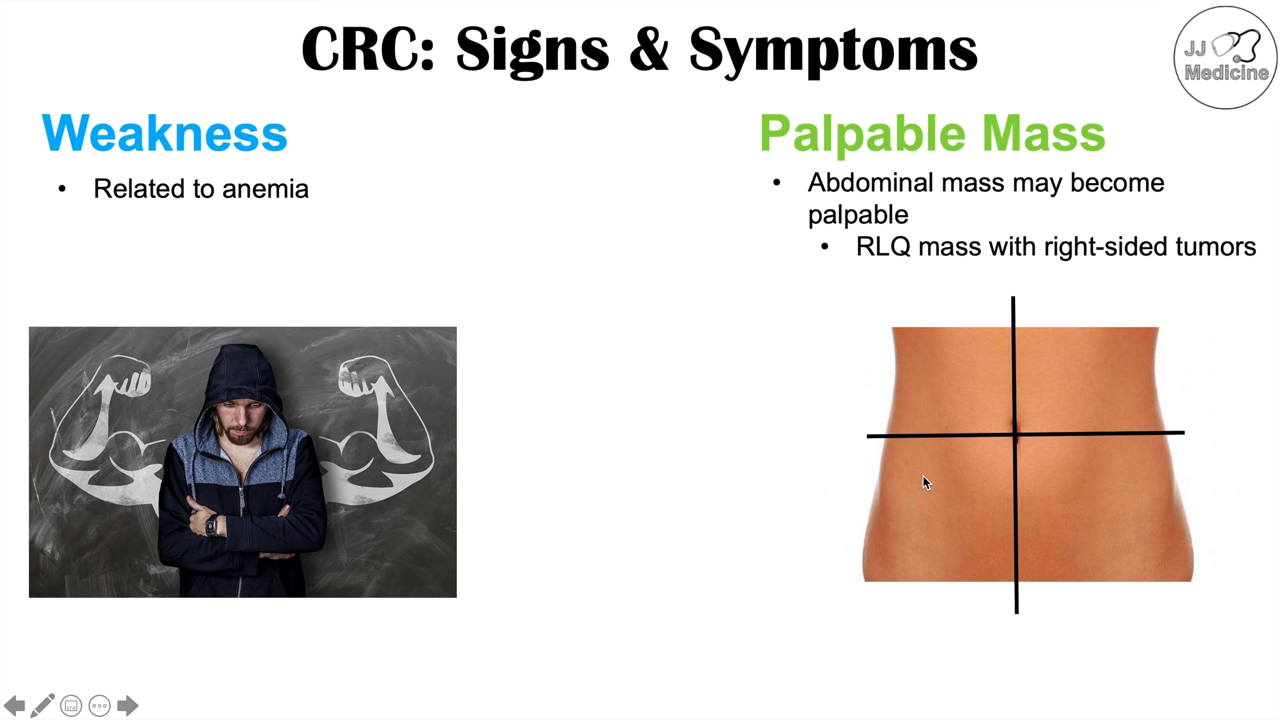 CRC: Signs & Symptoms
JJ
Medicine
Weakness
• Related to anemia
Palpable Mass
• Abdominal mass may become
palpable
• RLQ mass with right-sided tumors